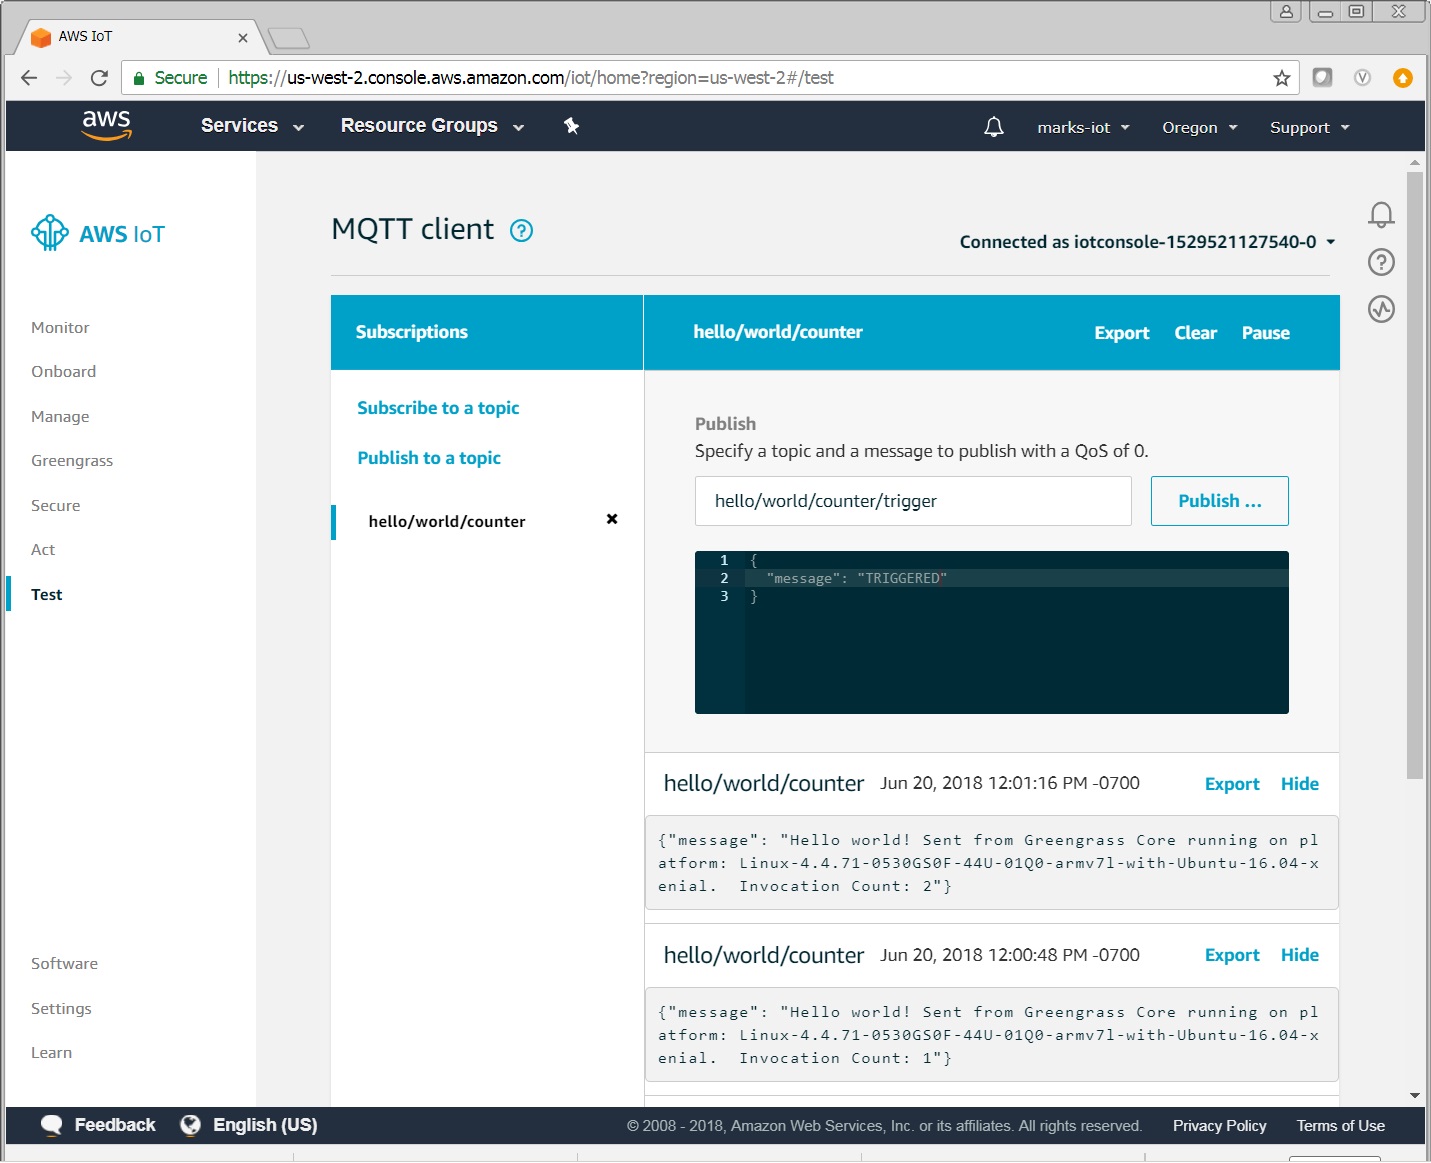 AWS IoT
Secure https://us-west-2.console.aws.amazon.com/iot/home?region=us-west-2#/test
aws Services Resource Groups marks-iot Oregon Support
AWS IoT
Monitor
Onboard
Manage
Greengrass
Secure
Act
Test
Software
Settings
Learn
MQTT client ?
Connected as iotconsole-1529521127540-0
Subscriptions
Subscribe to a topic
Publish to a topic
hello/world/counter
hello/world/counter Export Clear Pause
Publish
Specify a topic and a message to publish with a QoS of 0.
hello/world/counter/trigger Publish ...
1 {
2 "message": "TRIGGERED"
3 }
hello/world/counter Jun 20, 2018 12:01:16 PM -0700 Export Hide
{"message": "Hello world! Sent from Greengrass Core running on pl
atform: Linux-4.4.71-0530GS0F-44U-01Q0-armv7l-with-Ubuntu-16.04-x
enial.  Invocation Count: 2"}
hello/world/counter Jun 20, 2018 12:00:48 PM -0700 Export Hide
{"message": "Hello world! Sent from Greengrass Core running on pl
atform: Linux-4.4.71-0530GS0F-44U-01Q0-armv7l-with-Ubuntu-16.04-x
enial.  Invocation Count: 1"}
Feedback English (US) © 2008 - 2018, Amazon Web Services, Inc. or its affiliates. All rights reserved. Privacy Policy Terms of Use